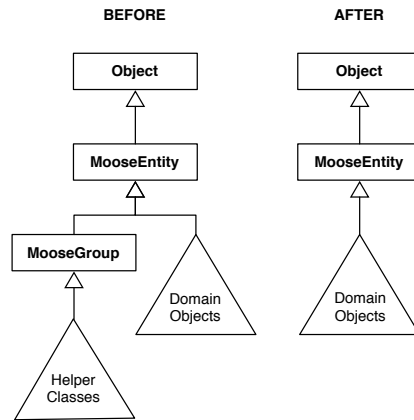 BEFORE
Object
MooseEntity
MooseGroup
Domain
Objects
Helper
Classes
AFTER
Object
MooseEntity
Domain
Objects